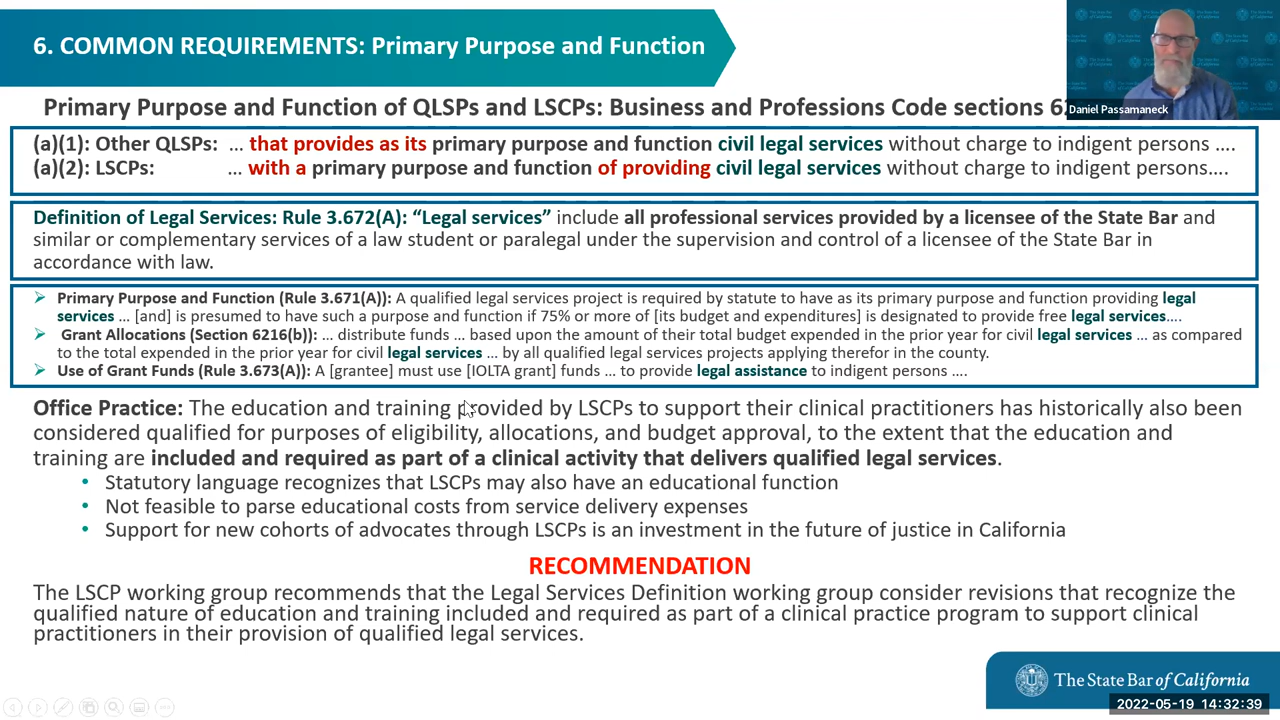 6. COMMON REQUIREMENTS: Primary Purpose and Function
The State Bar
of California
Daniel Passamaneck
Primary Purpose and Function of QLSPs and LSCPs: Business and Professions Code sections
(a)(1): Other QLSPs: … that provides as its primary purpose and function civil legal services without charge to indigent persons ….
(a)(2): LSCPs: … with a primary purpose and function of providing civil legal services without charge to indigent persons….
Definition of Legal Services: Rule 3.672(A): “Legal services” include all professional services provided by a licensee of the State Bar and
similar or complementary services of a law student or paralegal under the supervision and control of a licensee of the State Bar in
accordance with law.
➢ Primary Purpose and Function (Rule 3.671(A)): A qualified legal services project is required by statute to have as its primary purpose and function providing legal
services … [and] is presumed to have such a purpose and function if 75% or more of [its budget and expenditures] is designated to provide free legal services….
➢ Grant Allocations (Section 6216(b)): … distribute funds … based upon the amount of their total budget expended in the prior year for civil legal services … as compared
to the total expended in the prior year for civil legal services … by all qualified legal services projects applying therefor in the county.
➢ Use of Grant Funds (Rule 3.673(A)): A [grantee] must use [IOLTA grant] funds … to provide legal assistance to indigent persons ….
Office Practice: The education and training provided by LSCPs to support their clinical practitioners has historically also been
considered qualified for purposes of eligibility, allocations, and budget approval, to the extent that the education and
training are included and required as part of a clinical activity that delivers qualified legal services.
• Statutory language recognizes that LSCPs may also have an educational function
• Not feasible to parse educational costs from service delivery expenses
• Support for new cohorts of advocates through LSCPs is an investment in the future of justice in California
RECOMMENDATION
The LSCP working group recommends that the Legal Services Definition working group consider revisions that recognize the
qualified nature of education and training included and required as part of a clinical practice program to support clinical
practitioners in their provision of qualified legal services.
The State Bar of California
2022-05-19 14:32:39